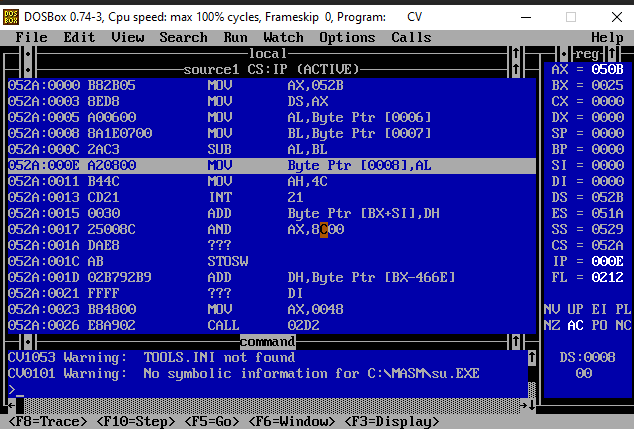 DOSBox 0.74-3, Cpu speed: max 100% cycles, Frameskip 0, Program: CV
File Edit View Search Run Watch Options Calls Help
local
source1 CS:IP (ACTIVE)
052A:0000 B82B05 MOV AX,052B
052A:0003 8ED8 MOV DS,AX
052A:0005 A00600 MOV AL,Byte Ptr [0006]
052A:0008 8A1E0700 MOV BL,Byte Ptr [0007]
052A:000C 2AC3 SUB AL,BL
052A:000E A20800 MOV Byte Ptr [0008],AL
052A:0011 B44C MOV AH,4C
052A:0013 CD21 INT 21
052A:0015 0030 ADD Byte Ptr [BX+SI],DH
052A:0017 25008C AND AX,8C00
052A:001A DAE8 ???
052A:001C AB STOSW
052A:001D 02B792B9 ADD DH,Byte Ptr [BX-466E]
052A:0021 FFFF ??? DI
052A:0023 B84800 MOV AX,0048
052A:0026 E8A902 CALL 02D2
reg
AX = 050B
BX = 0025
CX = 0000
DX = 0000
SP = 0000
BP = 0000
SI = 0000
DI = 0000
DS = 052B
ES = 051A
SS = 0529
CS = 052A
IP = 000E
FL = 0212
NV UP EI PL
NZ AC PO NC
DS:0008
00
command
CV1053 Warning: TOOLS.INI not found
CV0101 Warning: No symbolic information for C:\MASM\su.EXE
>_
<F8=Trace> <F10=Step> <F5=Go> <F6=Window> <F3=Display>